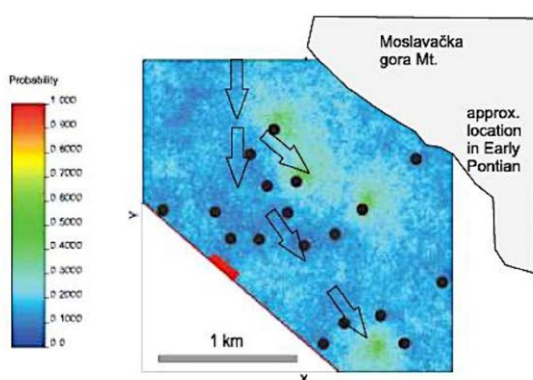 Moslavačka
gora Mt.
approx.
location
in Early
Pontian
Probability
1 000
0.9000
0.8000
0.7000
0.6000
0.5000
0.4000
0.3000
0.2000
0.1000
0 0
Y
1 km
X